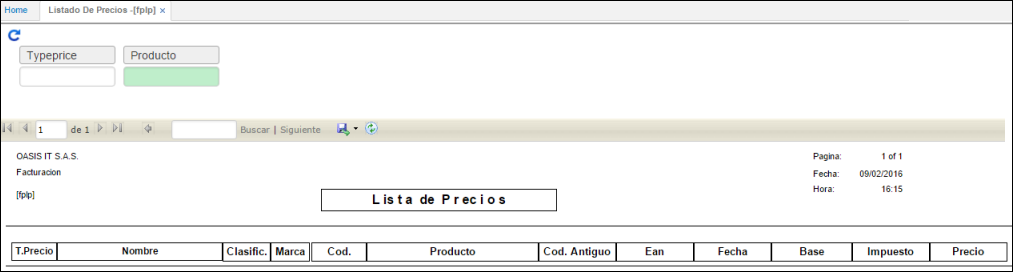 Home Listado De Precios -[fplp] ×
Typeprice Producto
1 de 1 Buscar | Siguiente
OASIS IT S.A.S. Pagina: 1 of 1
Facturacion Fecha: 09/02/2016
[fplp] Hora: 16:15
Lista de Precios
T.Precio Nombre Clasific. Marca Cod. Producto Cod. Antiguo Ean Fecha Base Impuesto Precio